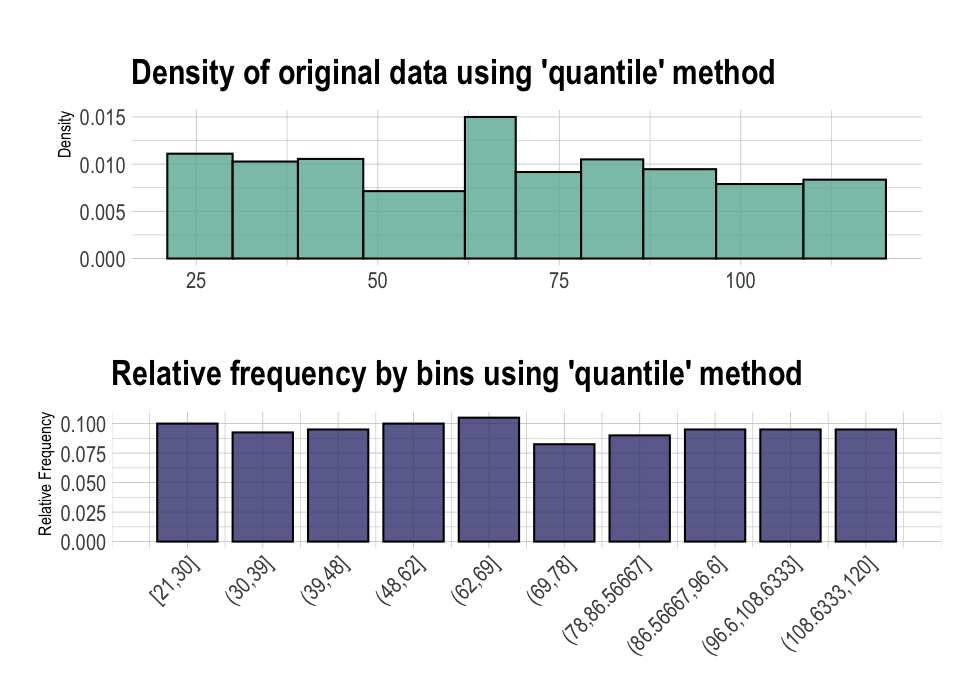 Density of original data using 'quantile' method
Density
0.015
0.010
0.005
0.000
25 50 75 100
Relative frequency by bins using 'quantile' method
Relative Frequency
0.100
0.075
0.050
0.025
0.000
[21,30] (30,39] (39,48] (48,62] (62,69] (69,78] (78,86.56667] (86.56667,96.6] (96.6,108.6333] (108.6333,120]